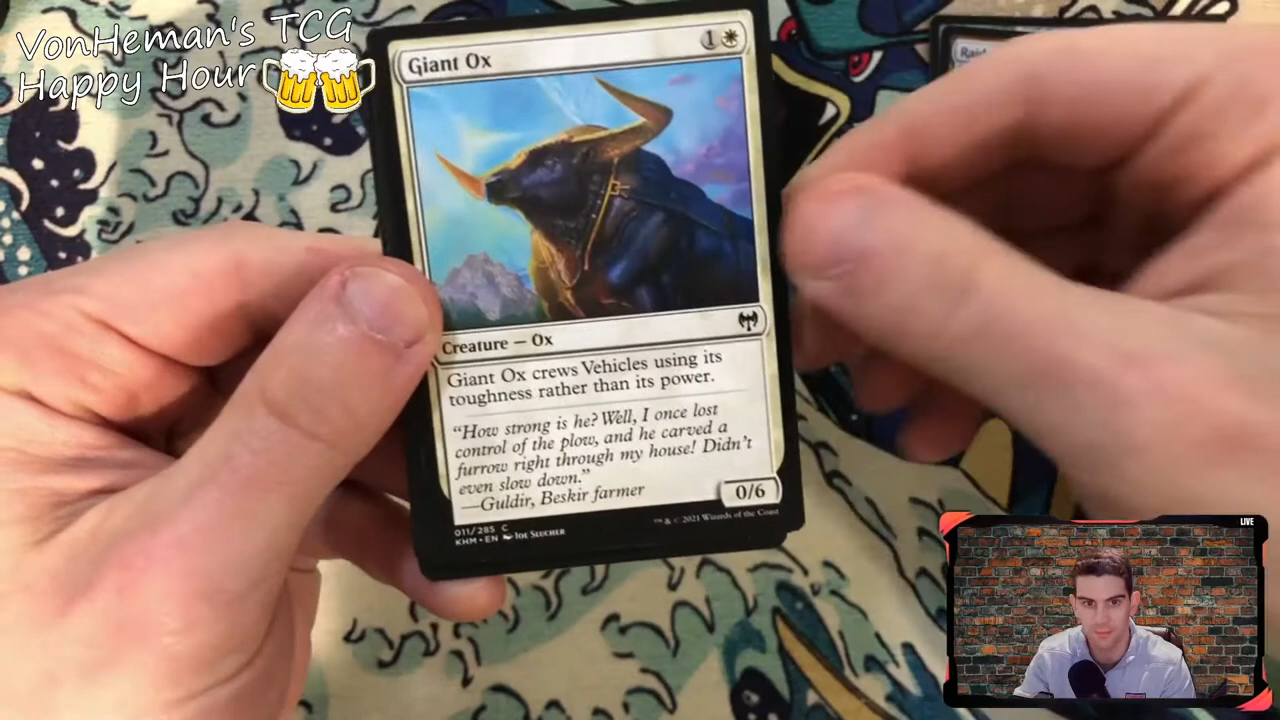 VonHeman's TCG
Happy Hour
Giant Ox
1
Raid
Creature — Ox
Giant Ox crews Vehicles using its
toughness rather than its power.
"How strong is he? Well, I once lost
control of the plow, and he carved a
furrow right through my house! Didn't
even slow down."
—Guldir, Beskir farmer
0/6
011/285 C
KHM • EN Joe Slucher
™ & © 2021 Wizards of the Coast
LIVE